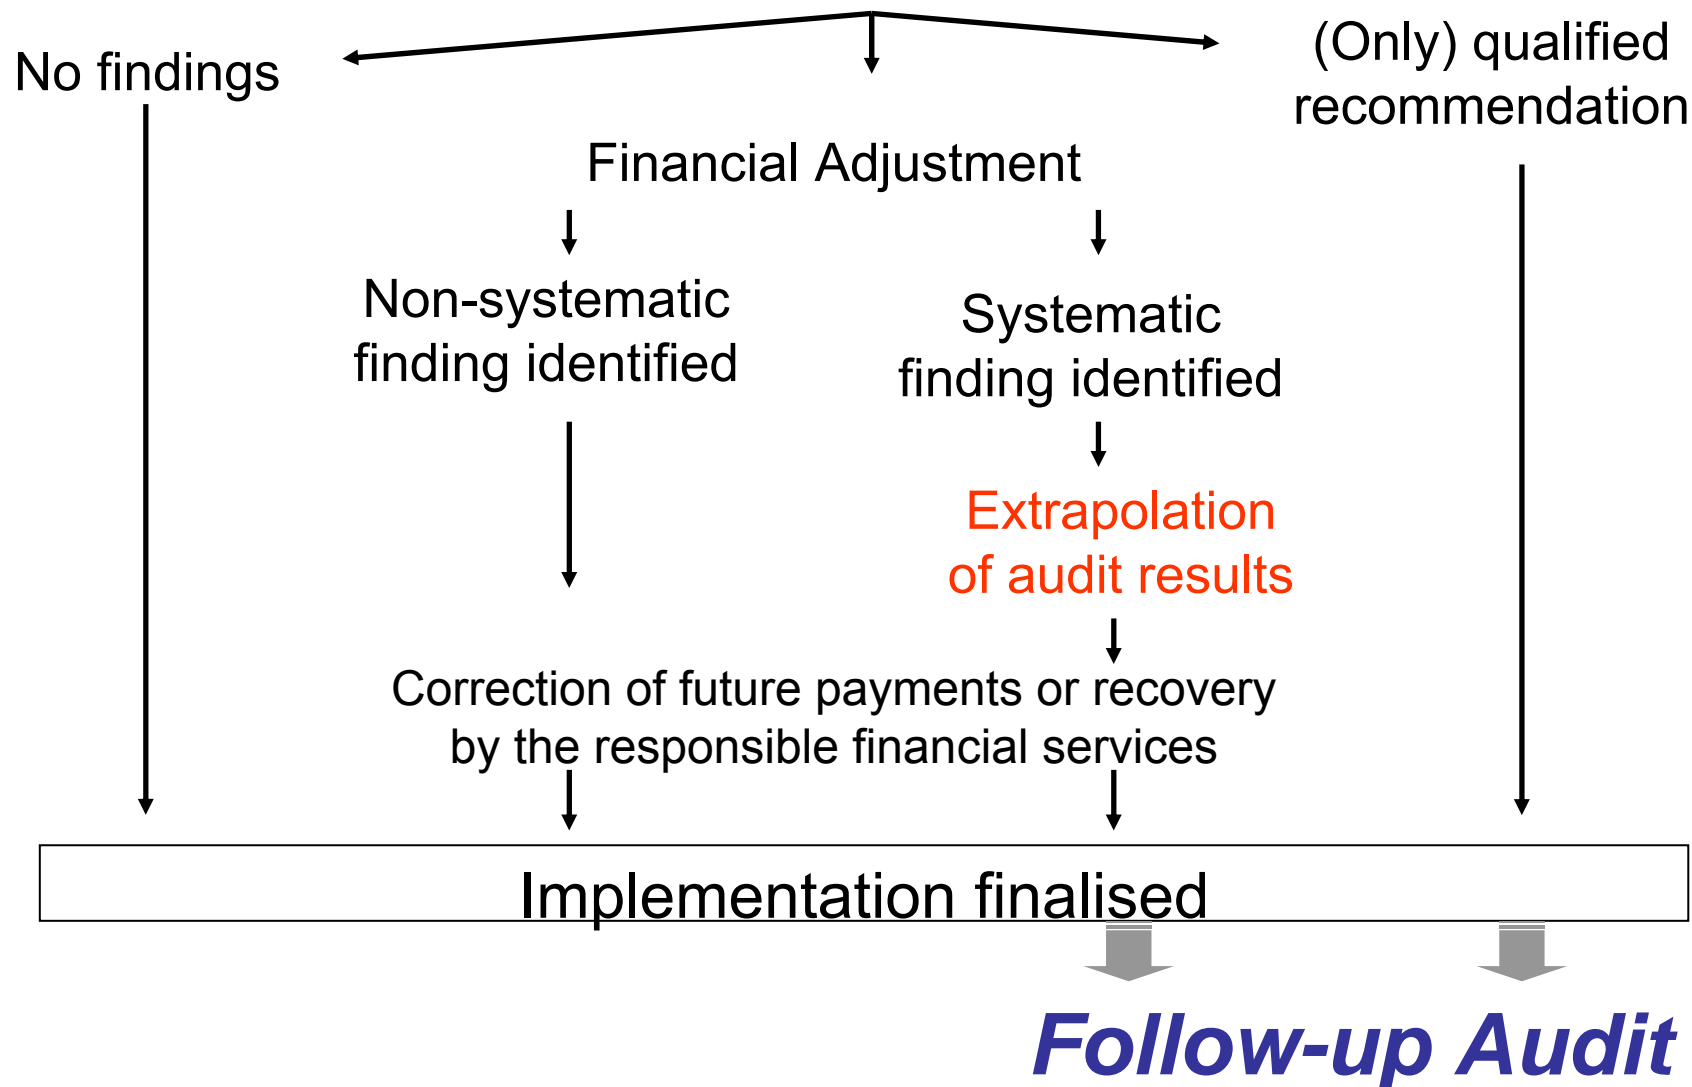 No findings
(Only) qualified
recommendation
Financial Adjustment
Non-systematic
finding identified
Systematic
finding identified
Extrapolation
of audit results
Correction of future payments or recovery
by the responsible financial services
Implementation finalised
Follow-up Audit